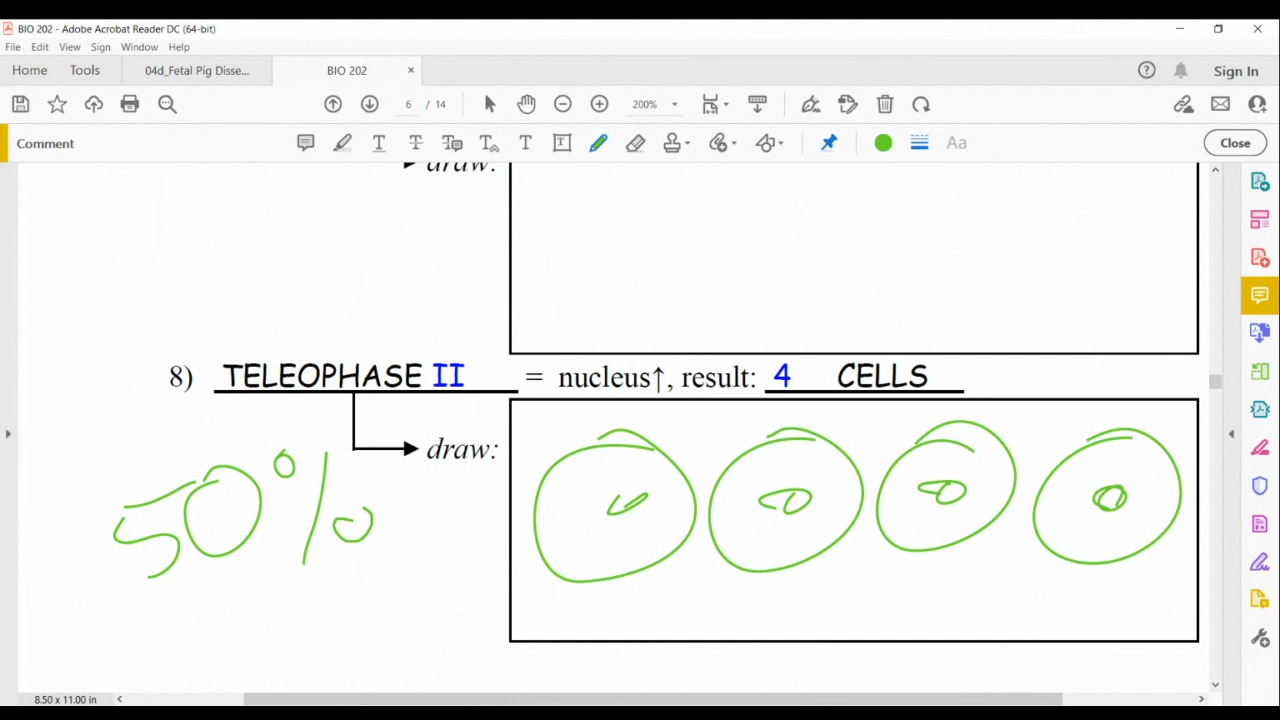 BIO 202 - Adobe Acrobat Reader DC (64-bit)
File Edit View Sign Window Help
Home Tools 04d_Fetal Pig Disse... BIO 202 × Sign In
6 / 14 200%
Comment Aa Close
draw:
8) TELEOPHASE II = nucleus↑, result: 4 CELLS
draw:
50%
8.50 x 11.00 in